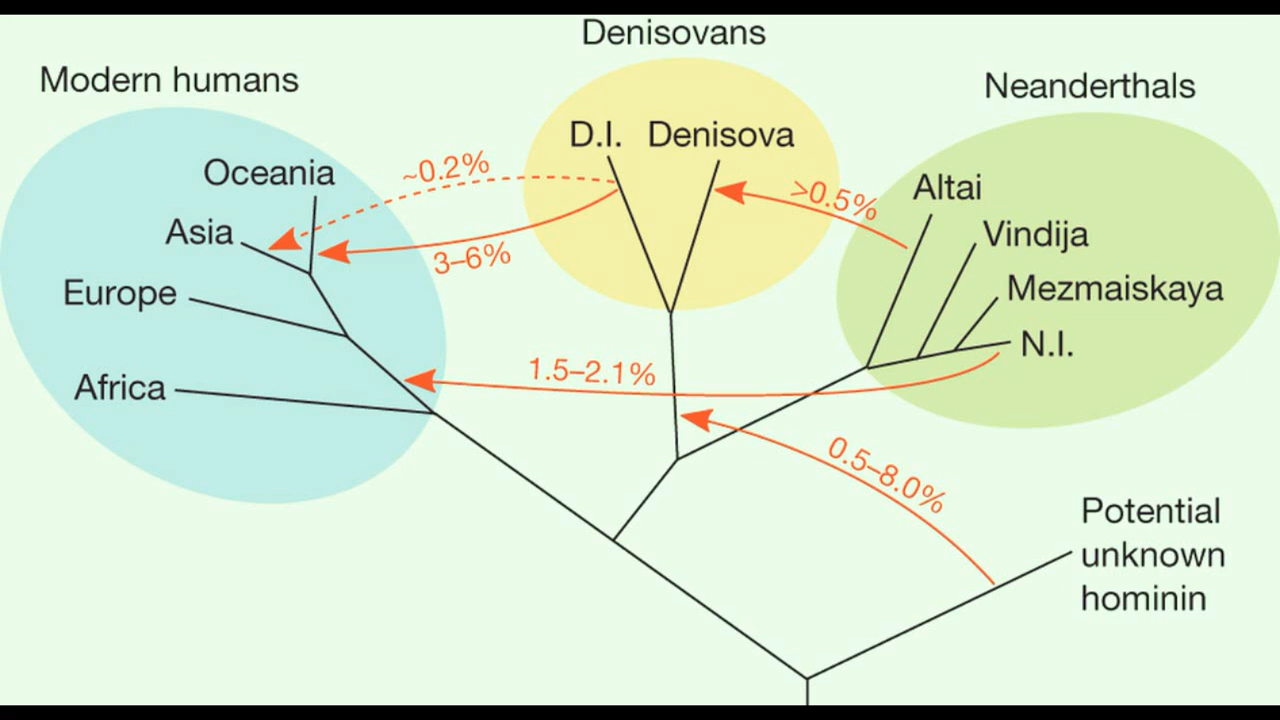 Denisovans
Modern humans
Neanderthals
D.I. Denisova
Oceania
~0.2%
>0.5%
Altai
Asia
Vindija
3–6%
Europe
Mezmaiskaya
N.I.
1.5–2.1%
Africa
0.5–8.0%
Potential
unknown
hominin